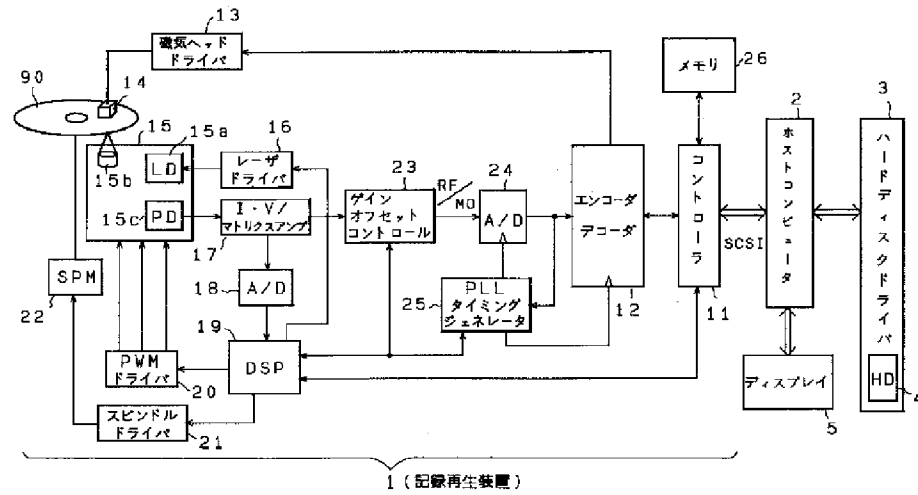 13
磁気ヘッド
ドライバ
90
14
15
15a
LD
15b
15c
PD
16
レーザ
ドライバ
I・V/
マトリクスアンプ
17
23
ゲイン
オフセット
コントロール
RF/MO
24
A/D
エンコーダ
デコーダ
12
メモリ
26
コントローラ
11
SCSI
2
ホストコンピュータ
3
ハードディスクドライバ
HD
4
ディスプレイ
5
SPM
22
18
A/D
19
DSP
25
PLL
タイミング
ジェネレータ
PWM
ドライバ
20
スピンドル
ドライバ
21
1(記録再生装置)